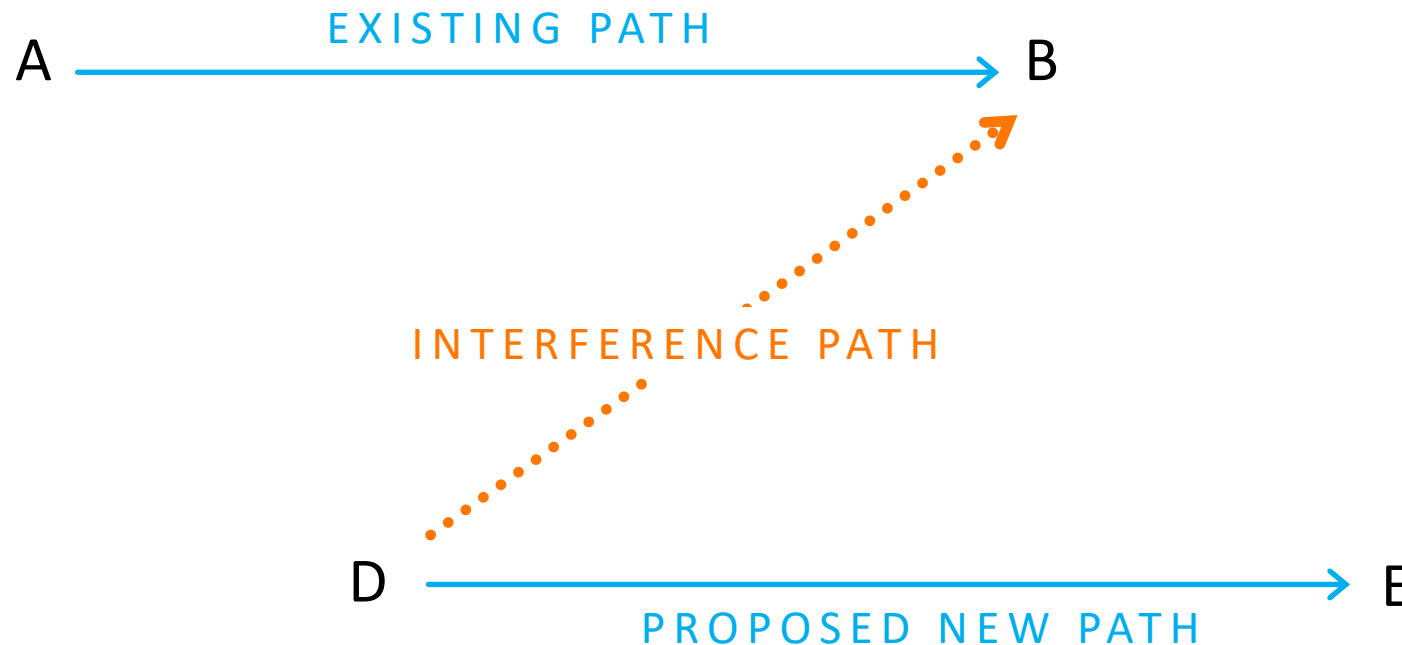 EXISTING PATH
A
B
INTERFERENCE PATH
D
E
PROPOSED NEW PATH